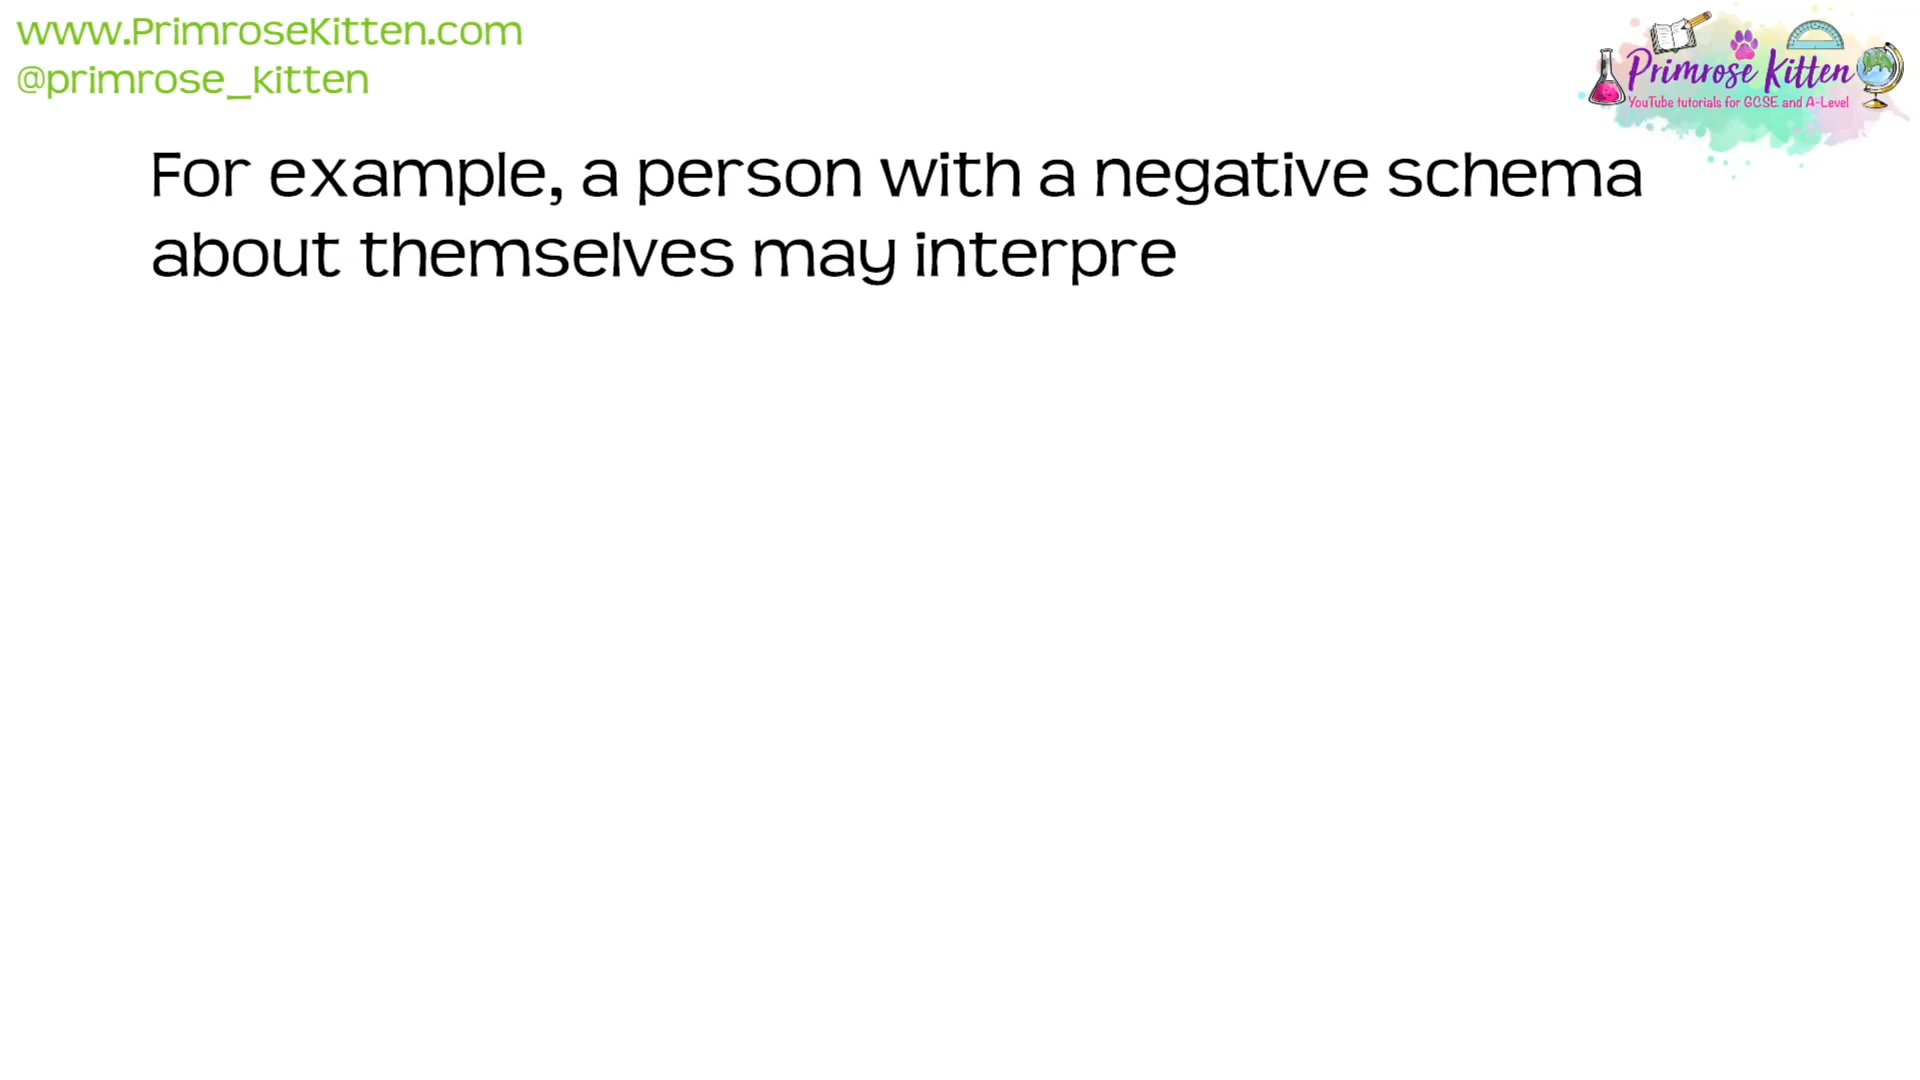 www.PrimroseKitten.com
@primrose_kitten
Primrose Kitten
YouTube tutorials for GCSE and A-Level
For example, a person with a negative schema
about themselves may interpre